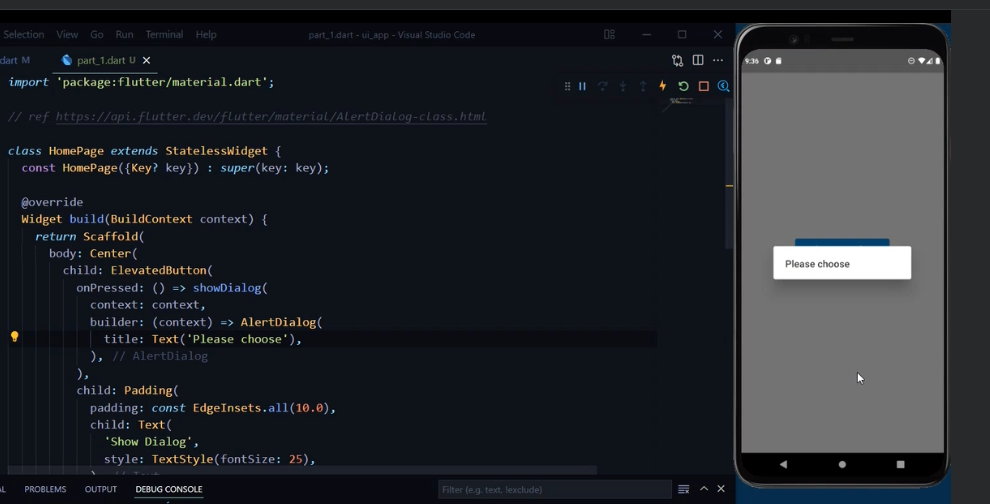 Selection View Go Run Terminal Help part_1.dart - ui_app - Visual Studio Code
dart M part_1.dart U
import 'package:flutter/material.dart';
// ref https://api.flutter.dev/flutter/material/AlertDialog-class.html
class HomePage extends StatelessWidget {
const HomePage({Key? key}) : super(key: key);
@override
Widget build(BuildContext context) {
return Scaffold(
body: Center(
child: ElevatedButton(
onPressed: () => showDialog(
context: context,
builder: (context) => AlertDialog(
title: Text('Please choose'),
), // AlertDialog
),
child: Padding(
padding: const EdgeInsets.all(10.0),
child: Text(
'Show Dialog',
style: TextStyle(fontSize: 25),
), // Text
PROBLEMS OUTPUT DEBUG CONSOLE Filter (e.g. text, !exclude)
9:36
Please choose